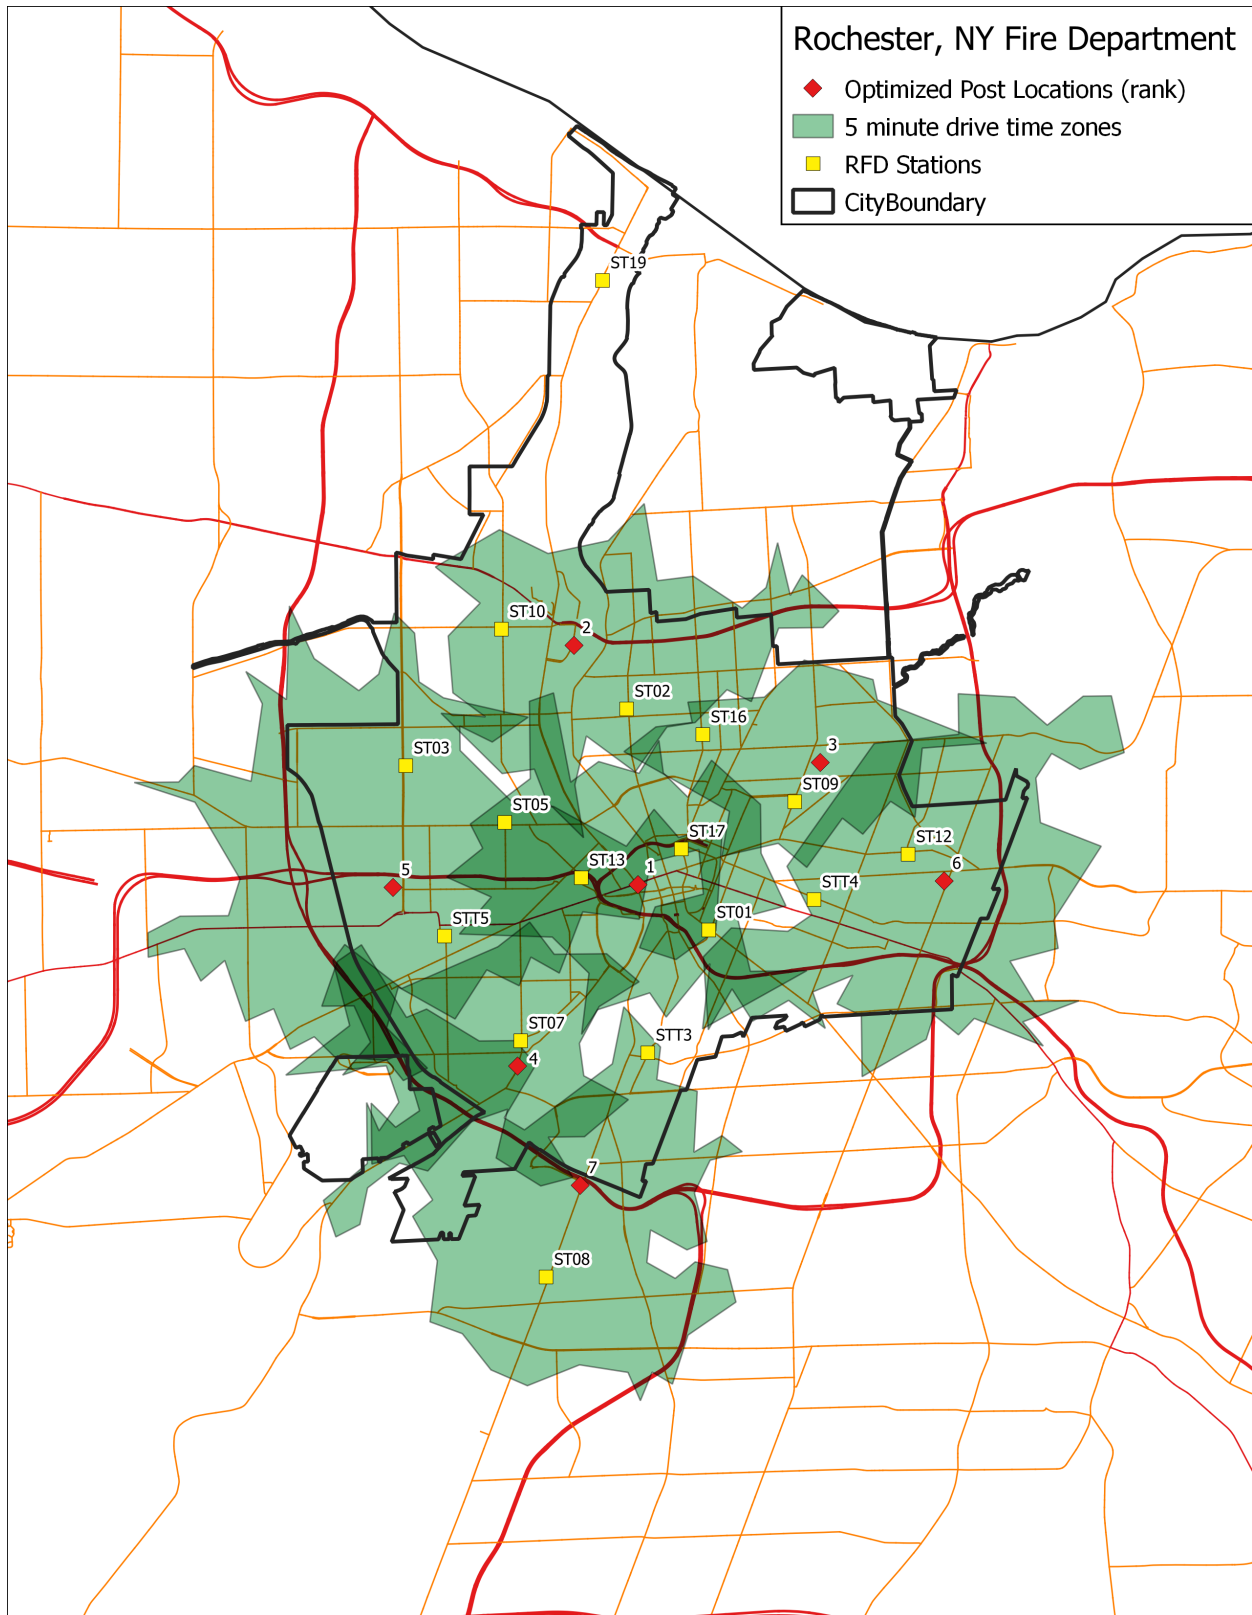 Rochester, NY Fire Department
Optimized Post Locations (rank)
5 minute drive time zones
RFD Stations
CityBoundary
ST19
ST10
2
ST02
ST16
ST03
3
ST09
ST05
ST17
ST12
ST13
1
5
6
STT4
STT5
ST01
ST07
STT3
4
7
ST08